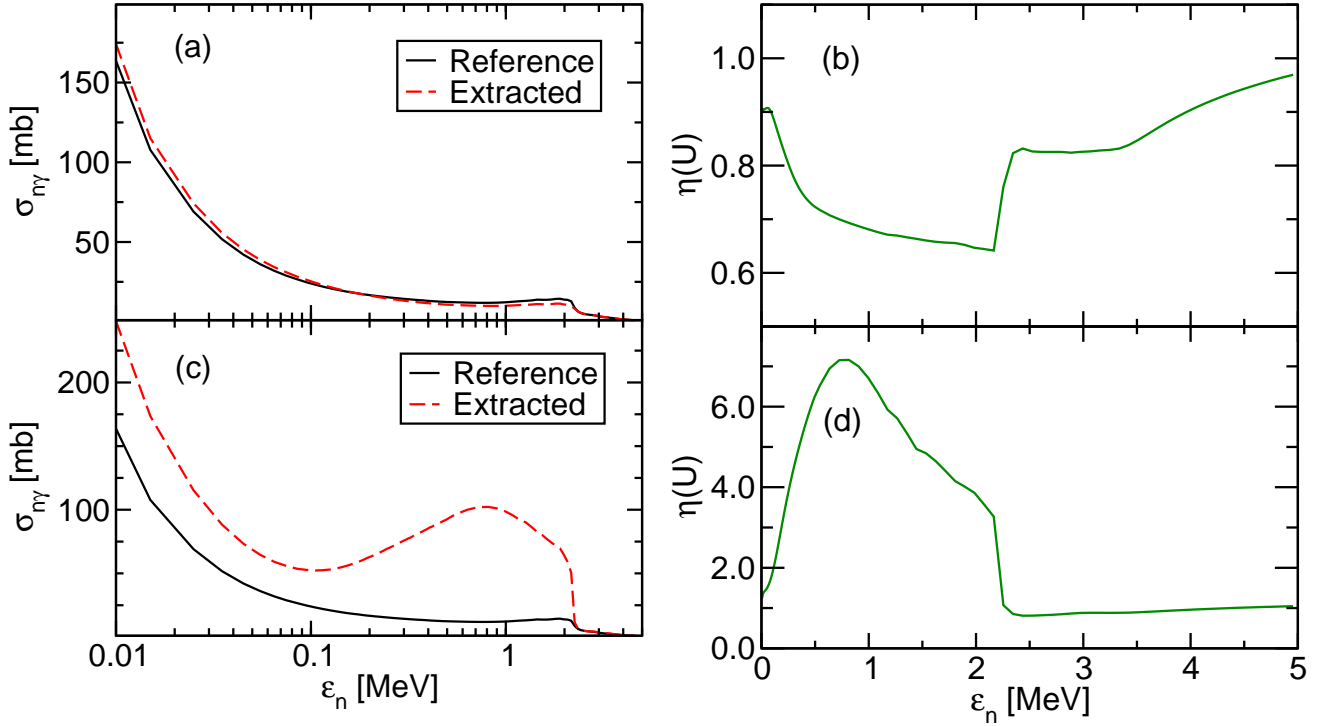 (a)
Reference
Extracted
150
100
50
σnγ [mb]
(b)
1.0
0.8
0.6
η(U)
(c)
Reference
Extracted
200
100
σnγ [mb]
0.01
0.1
1
εn [MeV]
(d)
6.0
4.0
2.0
0.0
η(U)
0
1
2
3
4
5
εn [MeV]